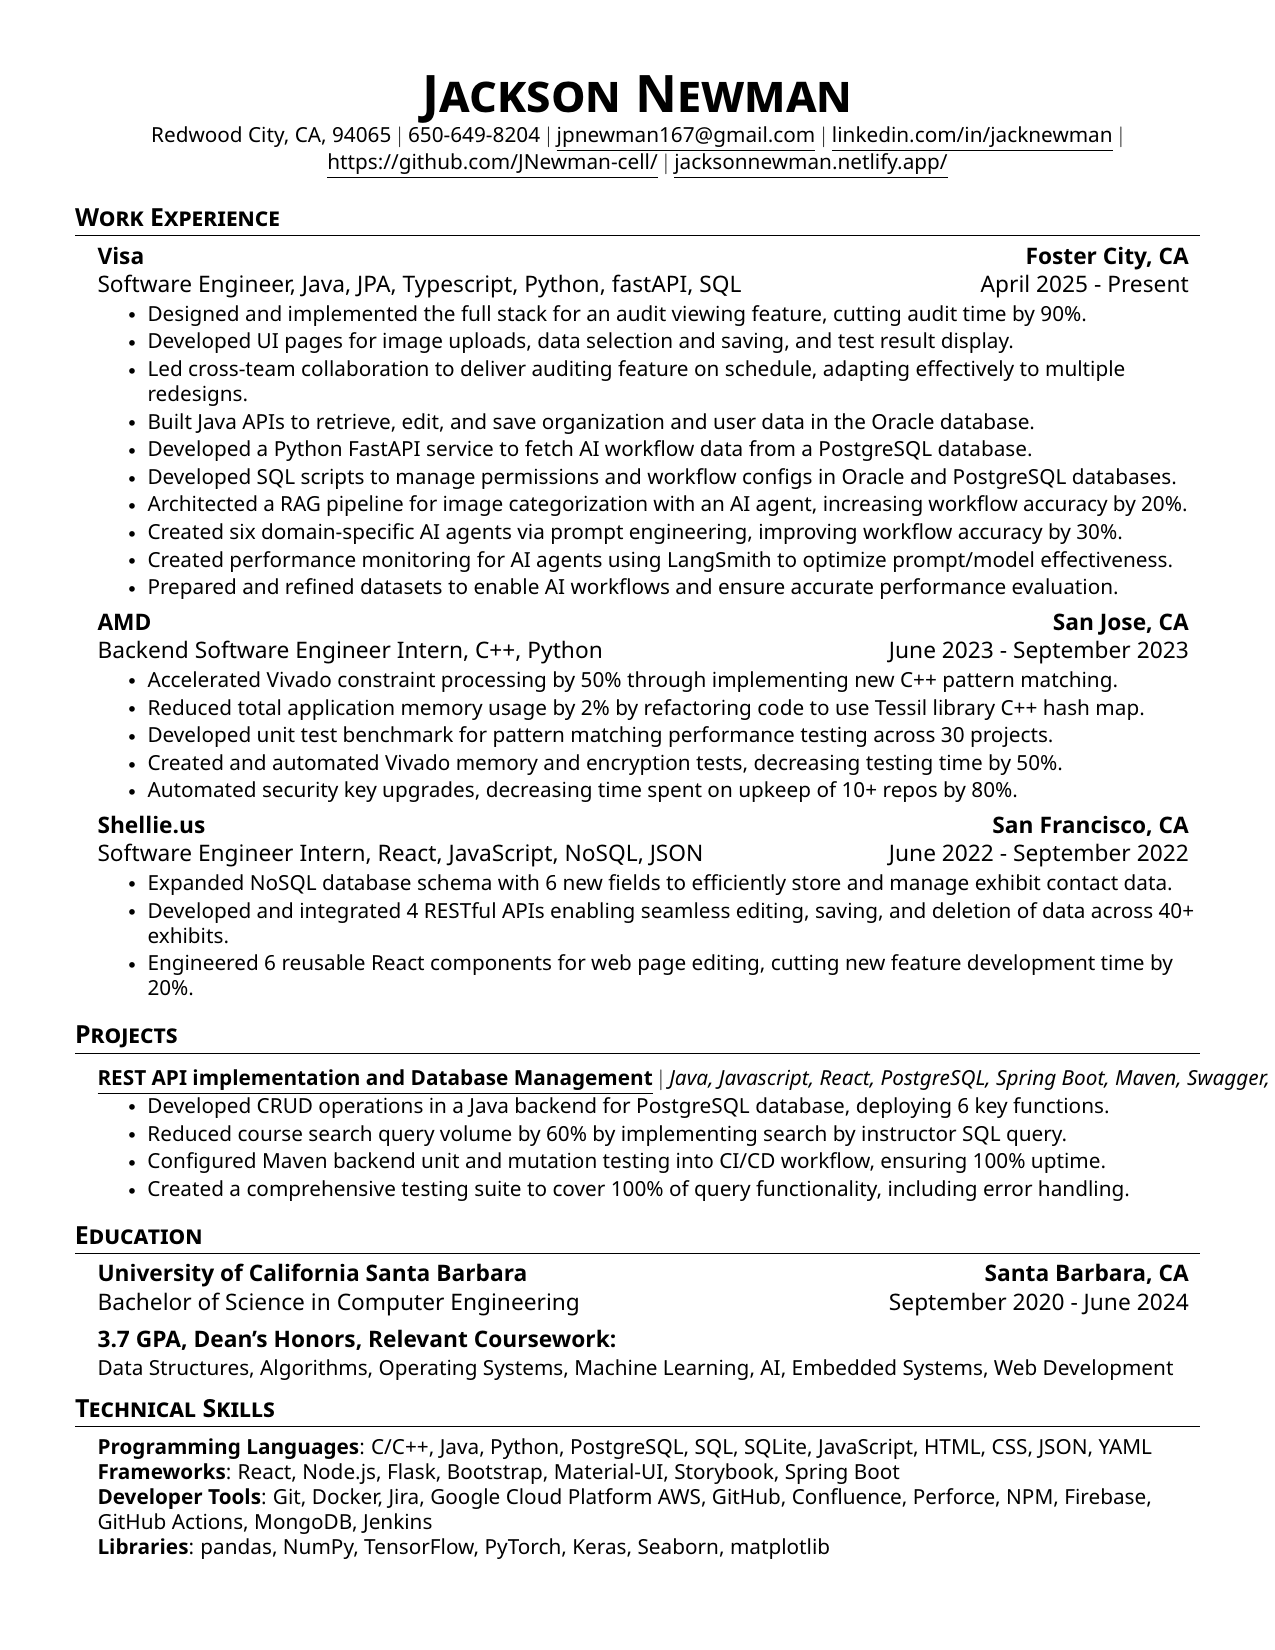 Jackson Newman
Redwood City, CA, 94065 | 650-649-8204 | jpnewman167@gmail.com | linkedin.com/in/jacknewman |
https://github.com/JNewman-cell/ | jacksonnewman.netlify.app/
Work Experience
Visa Foster City, CA
Software Engineer, Java, JPA, Typescript, Python, fastAPI, SQL April 2025 - Present
• Designed and implemented the full stack for an audit viewing feature, cutting audit time by 90%.
• Developed UI pages for image uploads, data selection and saving, and test result display.
• Led cross-team collaboration to deliver auditing feature on schedule, adapting effectively to multiple
redesigns.
• Built Java APIs to retrieve, edit, and save organization and user data in the Oracle database.
• Developed a Python FastAPI service to fetch AI workflow data from a PostgreSQL database.
• Developed SQL scripts to manage permissions and workflow configs in Oracle and PostgreSQL databases.
• Architected a RAG pipeline for image categorization with an AI agent, increasing workflow accuracy by 20%.
• Created six domain-specific AI agents via prompt engineering, improving workflow accuracy by 30%.
• Created performance monitoring for AI agents using LangSmith to optimize prompt/model effectiveness.
• Prepared and refined datasets to enable AI workflows and ensure accurate performance evaluation.
AMD San Jose, CA
Backend Software Engineer Intern, C++, Python June 2023 - September 2023
• Accelerated Vivado constraint processing by 50% through implementing new C++ pattern matching.
• Reduced total application memory usage by 2% by refactoring code to use Tessil library C++ hash map.
• Developed unit test benchmark for pattern matching performance testing across 30 projects.
• Created and automated Vivado memory and encryption tests, decreasing testing time by 50%.
• Automated security key upgrades, decreasing time spent on upkeep of 10+ repos by 80%.
Shellie.us San Francisco, CA
Software Engineer Intern, React, JavaScript, NoSQL, JSON June 2022 - September 2022
• Expanded NoSQL database schema with 6 new fields to efficiently store and manage exhibit contact data.
• Developed and integrated 4 RESTful APIs enabling seamless editing, saving, and deletion of data across 40+
exhibits.
• Engineered 6 reusable React components for web page editing, cutting new feature development time by
20%.
Projects
REST API implementation and Database Management | Java, Javascript, React, PostgreSQL, Spring Boot, Maven, Swagger,
• Developed CRUD operations in a Java backend for PostgreSQL database, deploying 6 key functions.
• Reduced course search query volume by 60% by implementing search by instructor SQL query.
• Configured Maven backend unit and mutation testing into CI/CD workflow, ensuring 100% uptime.
• Created a comprehensive testing suite to cover 100% of query functionality, including error handling.
Education
University of California Santa Barbara Santa Barbara, CA
Bachelor of Science in Computer Engineering September 2020 - June 2024
3.7 GPA, Dean’s Honors, Relevant Coursework:
Data Structures, Algorithms, Operating Systems, Machine Learning, AI, Embedded Systems, Web Development
Technical Skills
Programming Languages: C/C++, Java, Python, PostgreSQL, SQL, SQLite, JavaScript, HTML, CSS, JSON, YAML
Frameworks: React, Node.js, Flask, Bootstrap, Material-UI, Storybook, Spring Boot
Developer Tools: Git, Docker, Jira, Google Cloud Platform AWS, GitHub, Confluence, Perforce, NPM, Firebase,
GitHub Actions, MongoDB, Jenkins
Libraries: pandas, NumPy, TensorFlow, PyTorch, Keras, Seaborn, matplotlib